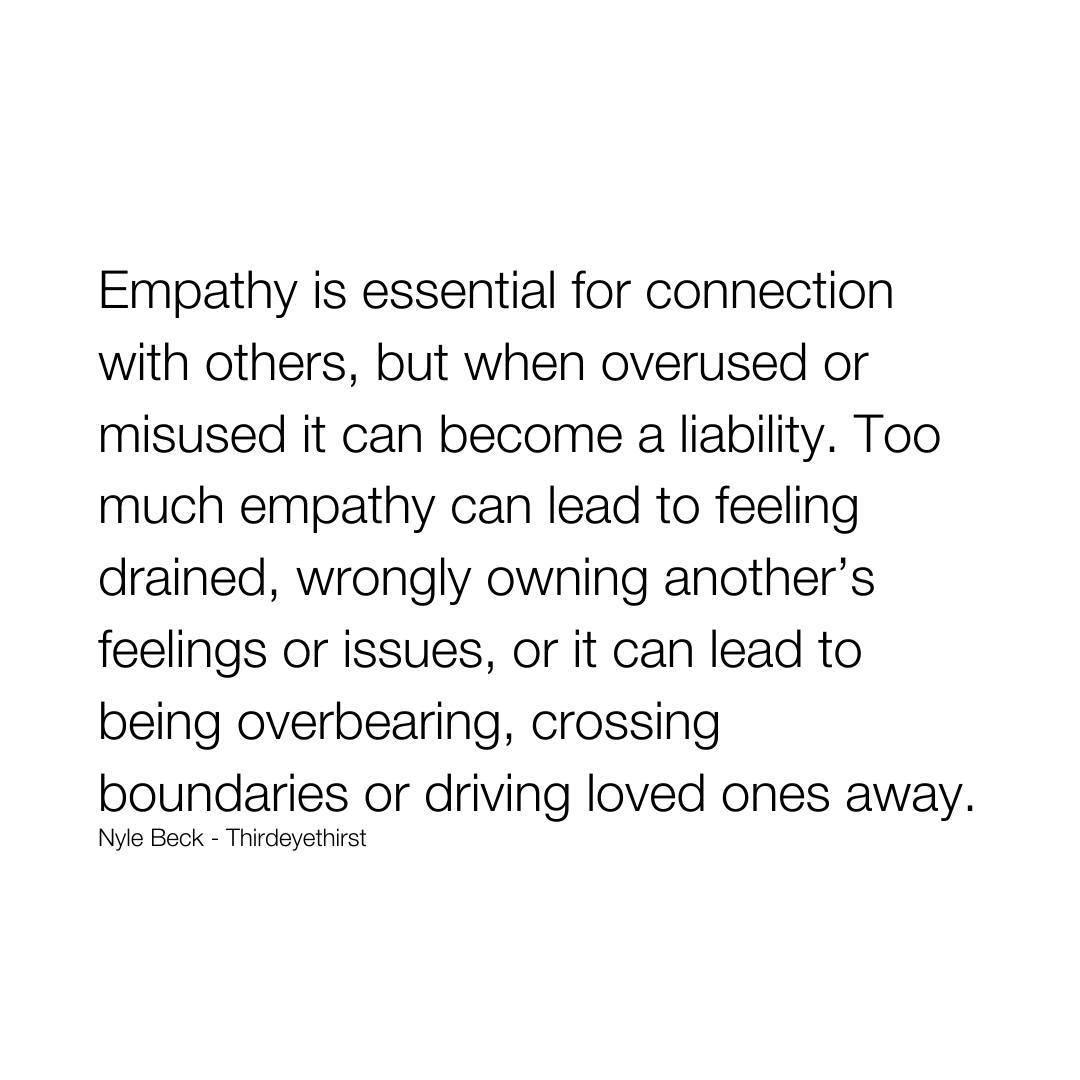 Empathy is essential for connection
with others, but when overused or
misused it can become a liability. Too
much empathy can lead to feeling
drained, wrongly owning another’s
feelings or issues, or it can lead to
being overbearing, crossing
boundaries or driving loved ones away.
Nyle Beck - Thirdeyethirst